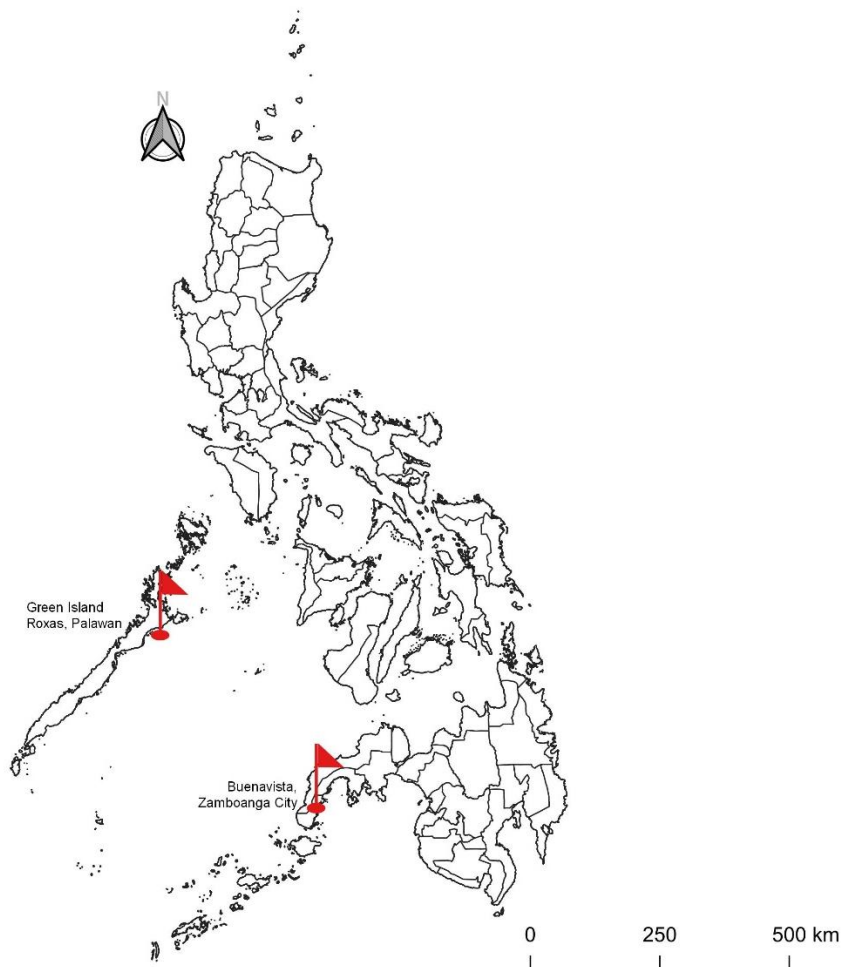 N
Green Island
Roxas, Palawan
Buenavista,
Zamboanga City
0 250 500 km